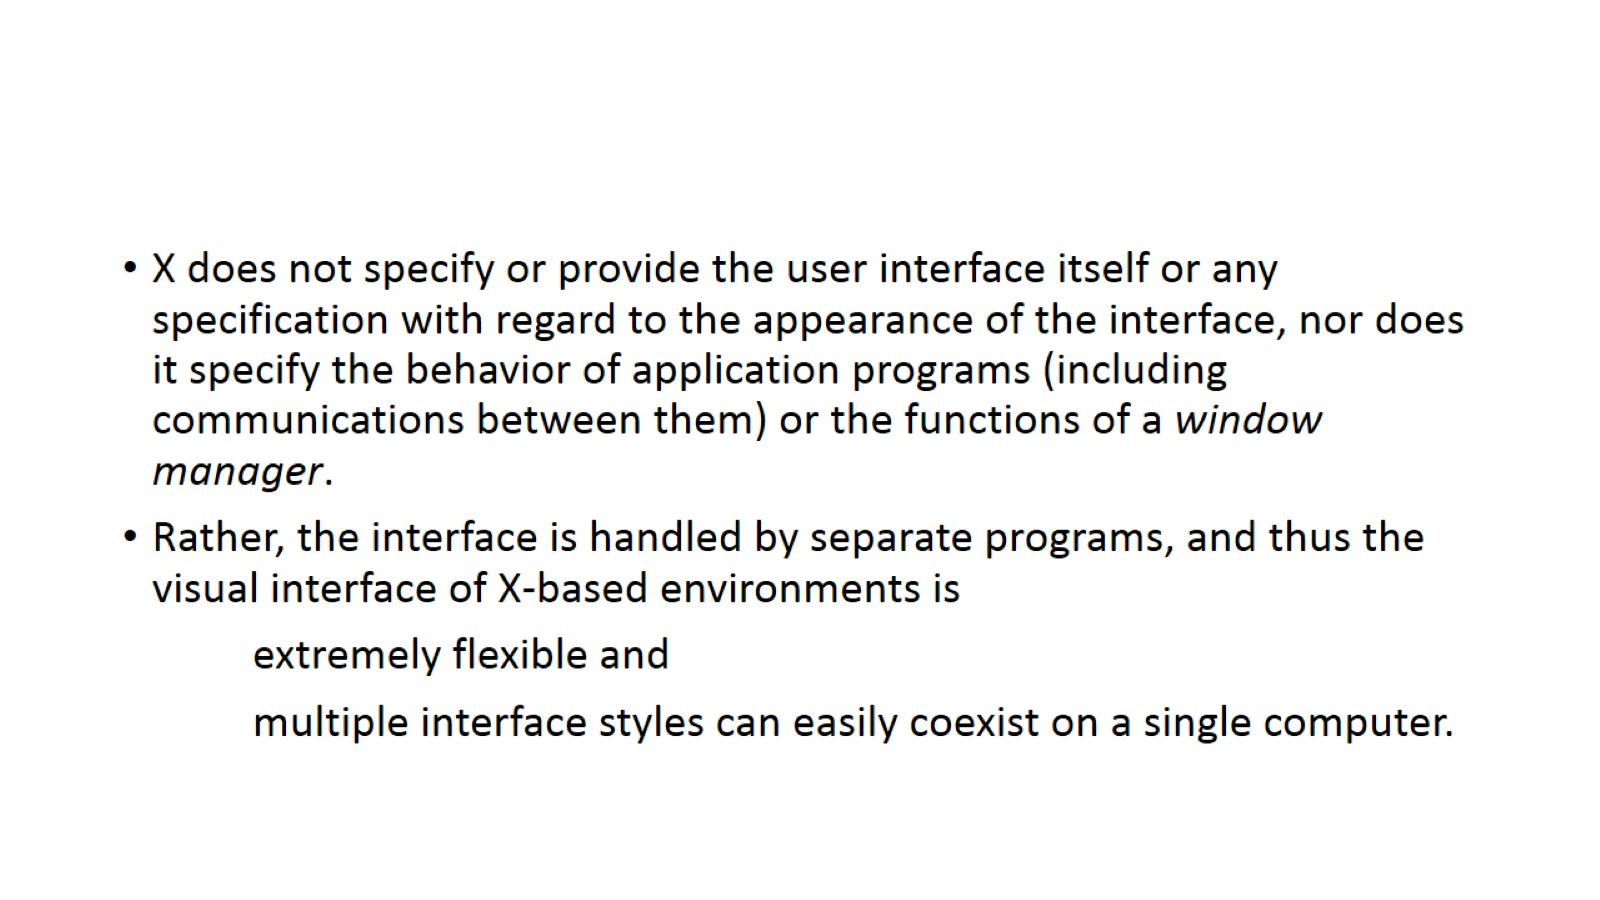 • X does not specify or provide the user interface itself or any
specification with regard to the appearance of the interface, nor does
it specify the behavior of application programs (including
communications between them) or the functions of a window
manager.
• Rather, the interface is handled by separate programs, and thus the
visual interface of X-based environments is
extremely flexible and
multiple interface styles can easily coexist on a single computer.